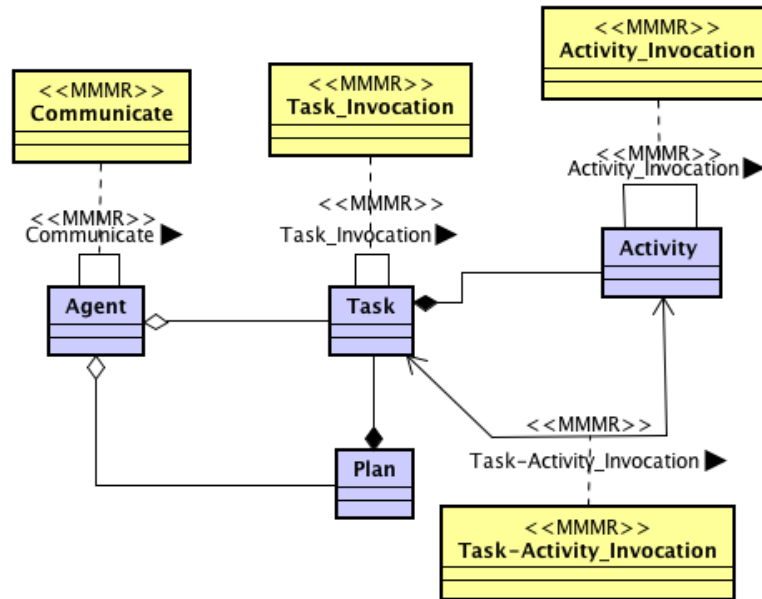 <<MMMR>>
Activity_Invocation
<<MMMR>>
Communicate
<<MMMR>>
Task_Invocation
<<MMMR>>
Activity_Invocation
<<MMMR>>
Communicate
<<MMMR>>
Task_Invocation
Activity
Agent
Task
<<MMMR>>
Task-Activity_Invocation
Plan
<<MMMR>>
Task-Activity_Invocation